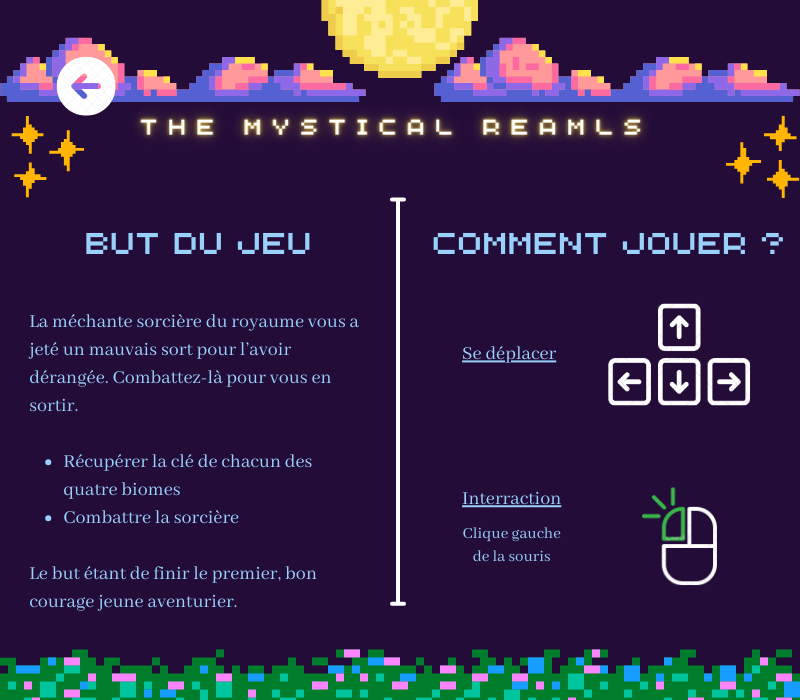 THE MYSTICAL REAMLS
BUT DU JEU
La méchante sorcière du royaume vous a
jeté un mauvais sort pour l'avoir
dérangée. Combattez-là pour vous en
sortir.
• Récupérer la clé de chacun des
quatre biomes
• Combattre la sorcière
Le but étant de finir le premier, bon
courage jeune aventurier.
COMMENT JOUER ?
Se déplacer
Interraction
Clique gauche
de la souris